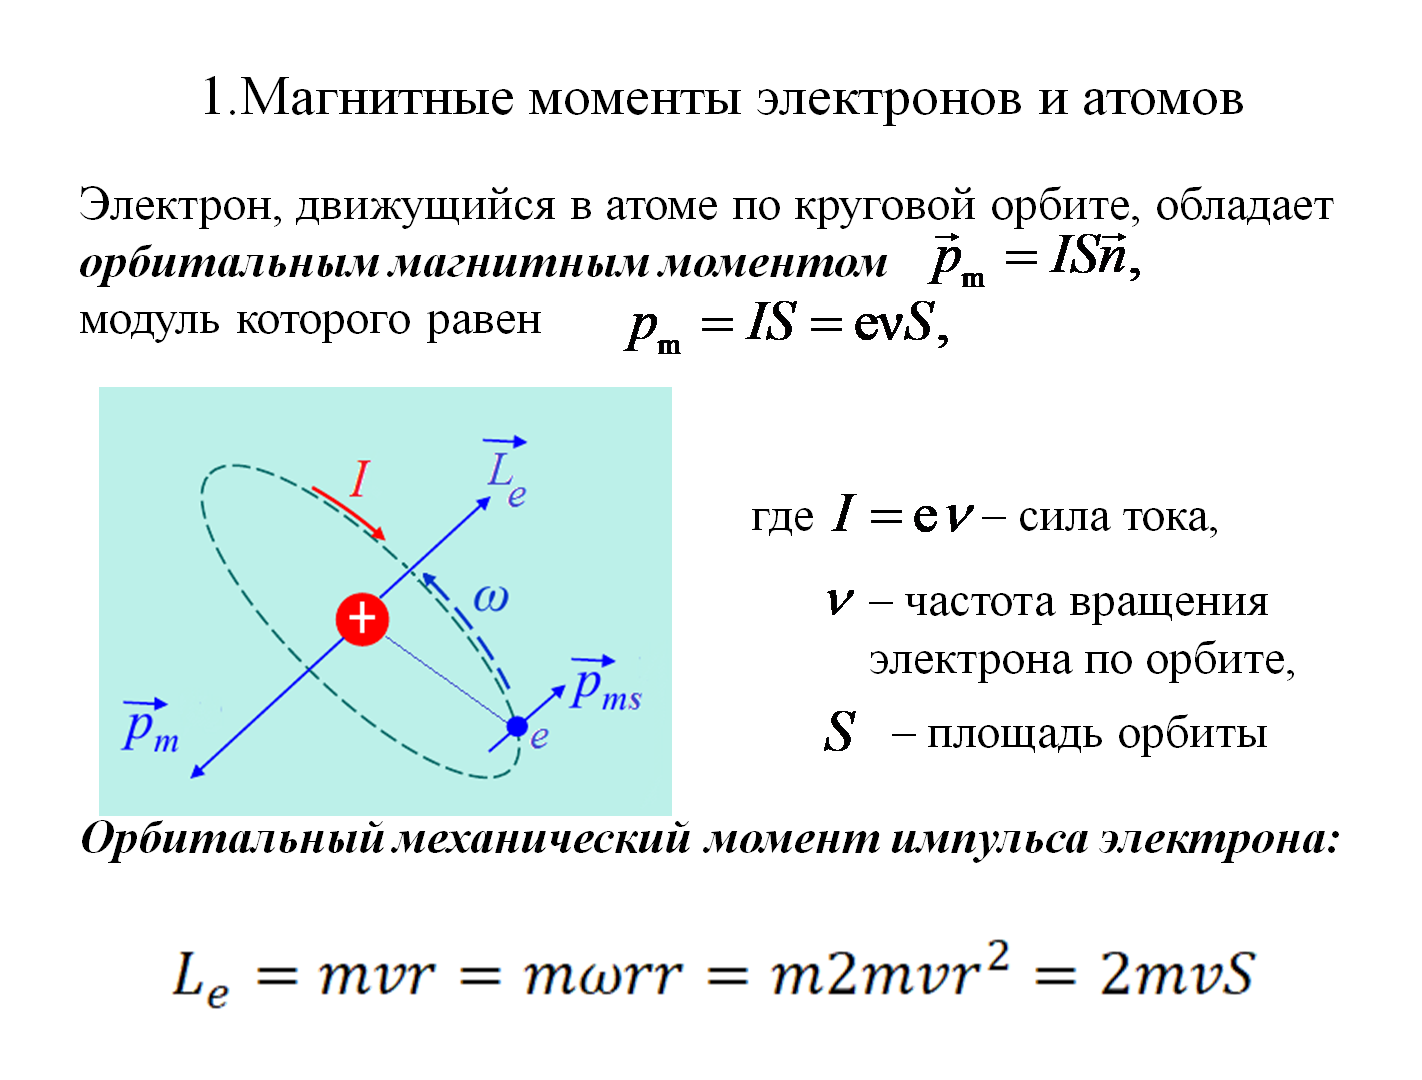 1.Магнитные моменты электронов и атомов
Электрон, движущийся в атоме по круговой орбите, обладает
орбитальным магнитным моментом p⃗ₘ = ISn⃗,
модуль которого равен pₘ = IS = eνS,
I
L⃗ₑ
ω
+
p⃗ₘₛ
p⃗ₘ
e
где I = eν – сила тока,
ν – частота вращения
электрона по орбите,
S – площадь орбиты
Орбитальный механический момент импульса электрона:
Lₑ = mvr = mωrr = m2mvr² = 2mvS